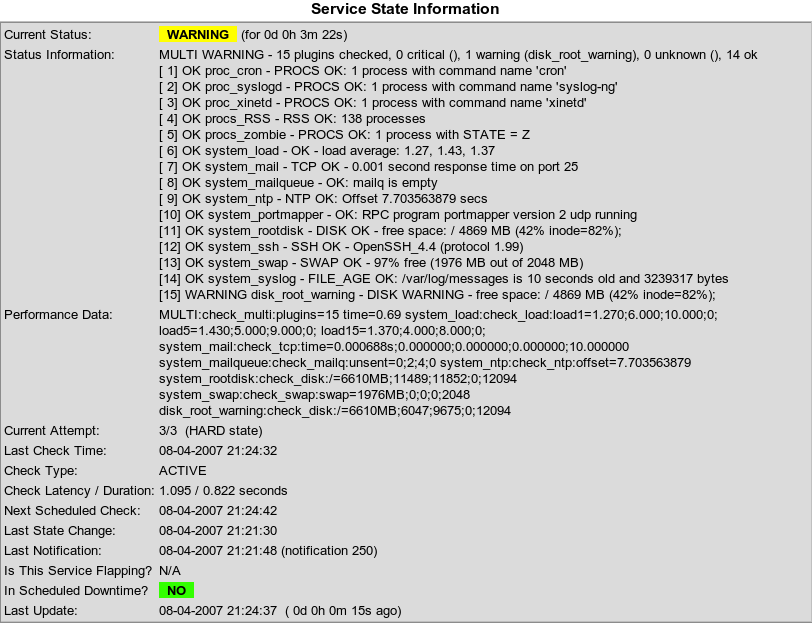 Service State Information
Current Status: WARNING (for 0d 0h 3m 22s)
Status Information: MULTI WARNING - 15 plugins checked, 0 critical (), 1 warning (disk_root_warning), 0 unknown (), 14 ok
[ 1] OK proc_cron - PROCS OK: 1 process with command name 'cron'
[ 2] OK proc_syslogd - PROCS OK: 1 process with command name 'syslog-ng'
[ 3] OK proc_xinetd - PROCS OK: 1 process with command name 'xinetd'
[ 4] OK procs_RSS - RSS OK: 138 processes
[ 5] OK procs_zombie - PROCS OK: 1 process with STATE = Z
[ 6] OK system_load - OK - load average: 1.27, 1.43, 1.37
[ 7] OK system_mail - TCP OK - 0.001 second response time on port 25
[ 8] OK system_mailqueue - OK: mailq is empty
[ 9] OK system_ntp - NTP OK: Offset 7.703563879 secs
[10] OK system_portmapper - OK: RPC program portmapper version 2 udp running
[11] OK system_rootdisk - DISK OK - free space: / 4869 MB (42% inode=82%);
[12] OK system_ssh - SSH OK - OpenSSH_4.4 (protocol 1.99)
[13] OK system_swap - SWAP OK - 97% free (1976 MB out of 2048 MB)
[14] OK system_syslog - FILE_AGE OK: /var/log/messages is 10 seconds old and 3239317 bytes
[15] WARNING disk_root_warning - DISK WARNING - free space: / 4869 MB (42% inode=82%);
Performance Data: MULTI:check_multi:plugins=15 time=0.69 system_load:check_load:load1=1.270;6.000;10.000;0;
load5=1.430;5.000;9.000;0; load15=1.370;4.000;8.000;0;
system_mail:check_tcp:time=0.000688s;0.000000;0.000000;0.000000;10.000000
system_mailqueue:check_mailq:unsent=0;2;4;0 system_ntp:check_ntp:offset=7.703563879
system_rootdisk:check_disk:/=6610MB;11489;11852;0;12094
system_swap:check_swap:swap=1976MB;0;0;0;2048
disk_root_warning:check_disk:/=6610MB;6047;9675;0;12094
Current Attempt: 3/3 (HARD state)
Last Check Time: 08-04-2007 21:24:32
Check Type: ACTIVE
Check Latency / Duration: 1.095 / 0.822 seconds
Next Scheduled Check: 08-04-2007 21:24:42
Last State Change: 08-04-2007 21:21:30
Last Notification: 08-04-2007 21:21:48 (notification 250)
Is This Service Flapping? N/A
In Scheduled Downtime? NO
Last Update: 08-04-2007 21:24:37 ( 0d 0h 0m 15s ago)